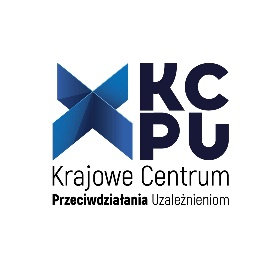 KC
PU
Krajowe Centrum
Przeciwdziałania Uzależnieniom